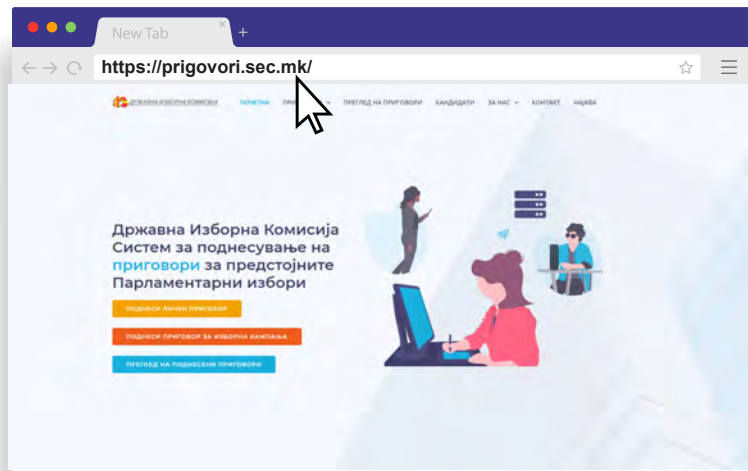 New Tab
https://prigovori.sec.mk/
ДРЖАВНА ИЗБОРНА КОМИСИЈА ПОЧЕТНА ПРЕГЛЕД НА ПРИГОВОРИ КАНДИДАТИ ЗА НАС КОНТАКТ НАЈАВА
Државна Изборна Комисија
Систем за поднесување на
приговори за предстојните
Парламентарни избори
ПОДНЕСИ ЛИЧЕН ПРИГОВОР
ПОДНЕСИ ПРИГОВОР ЗА ИЗБОРНА КАМПАЊА
ПРЕГЛЕД НА ПОДНЕСЕНИ ПРИГОВОРИ